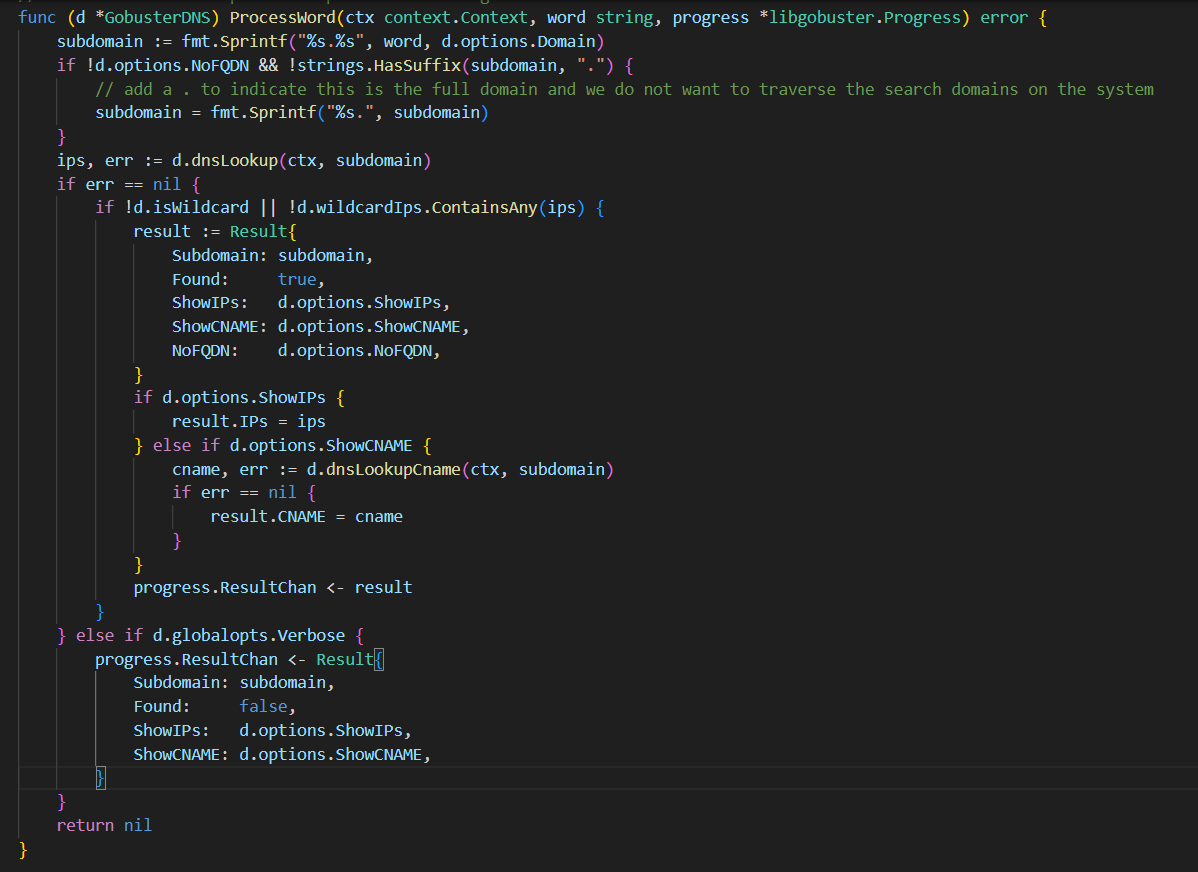 func (d *GobusterDNS) ProcessWord(ctx context.Context, word string, progress *libgobuster.Progress) error {
    subdomain := fmt.Sprintf("%s.%s", word, d.options.Domain)
    if !d.options.NoFQDN && !strings.HasSuffix(subdomain, ".") {
        // add a . to indicate this is the full domain and we do not want to traverse the search domains on the system
        subdomain = fmt.Sprintf("%s.", subdomain)
    }
    ips, err := d.dnsLookup(ctx, subdomain)
    if err == nil {
        if !d.isWildcard || !d.wildcardIps.ContainsAny(ips) {
            result := Result{
                Subdomain: subdomain,
                Found:     true,
                ShowIPs:   d.options.ShowIPs,
                ShowCNAME: d.options.ShowCNAME,
                NoFQDN:    d.options.NoFQDN,
            }
            if d.options.ShowIPs {
                result.IPs = ips
            } else if d.options.ShowCNAME {
                cname, err := d.dnsLookupCname(ctx, subdomain)
                if err == nil {
                    result.CNAME = cname
                }
            }
            progress.ResultChan <- result
        }
    } else if d.globalopts.Verbose {
        progress.ResultChan <- Result{
            Subdomain: subdomain,
            Found:     false,
            ShowIPs:   d.options.ShowIPs,
            ShowCNAME: d.options.ShowCNAME,
        }
    }
    return nil
}